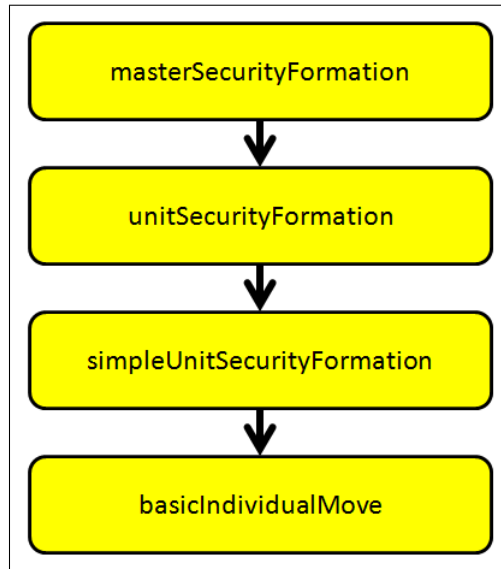 masterSecurityFormation
unitSecurityFormation
simpleUnitSecurityFormation
basicIndividualMove